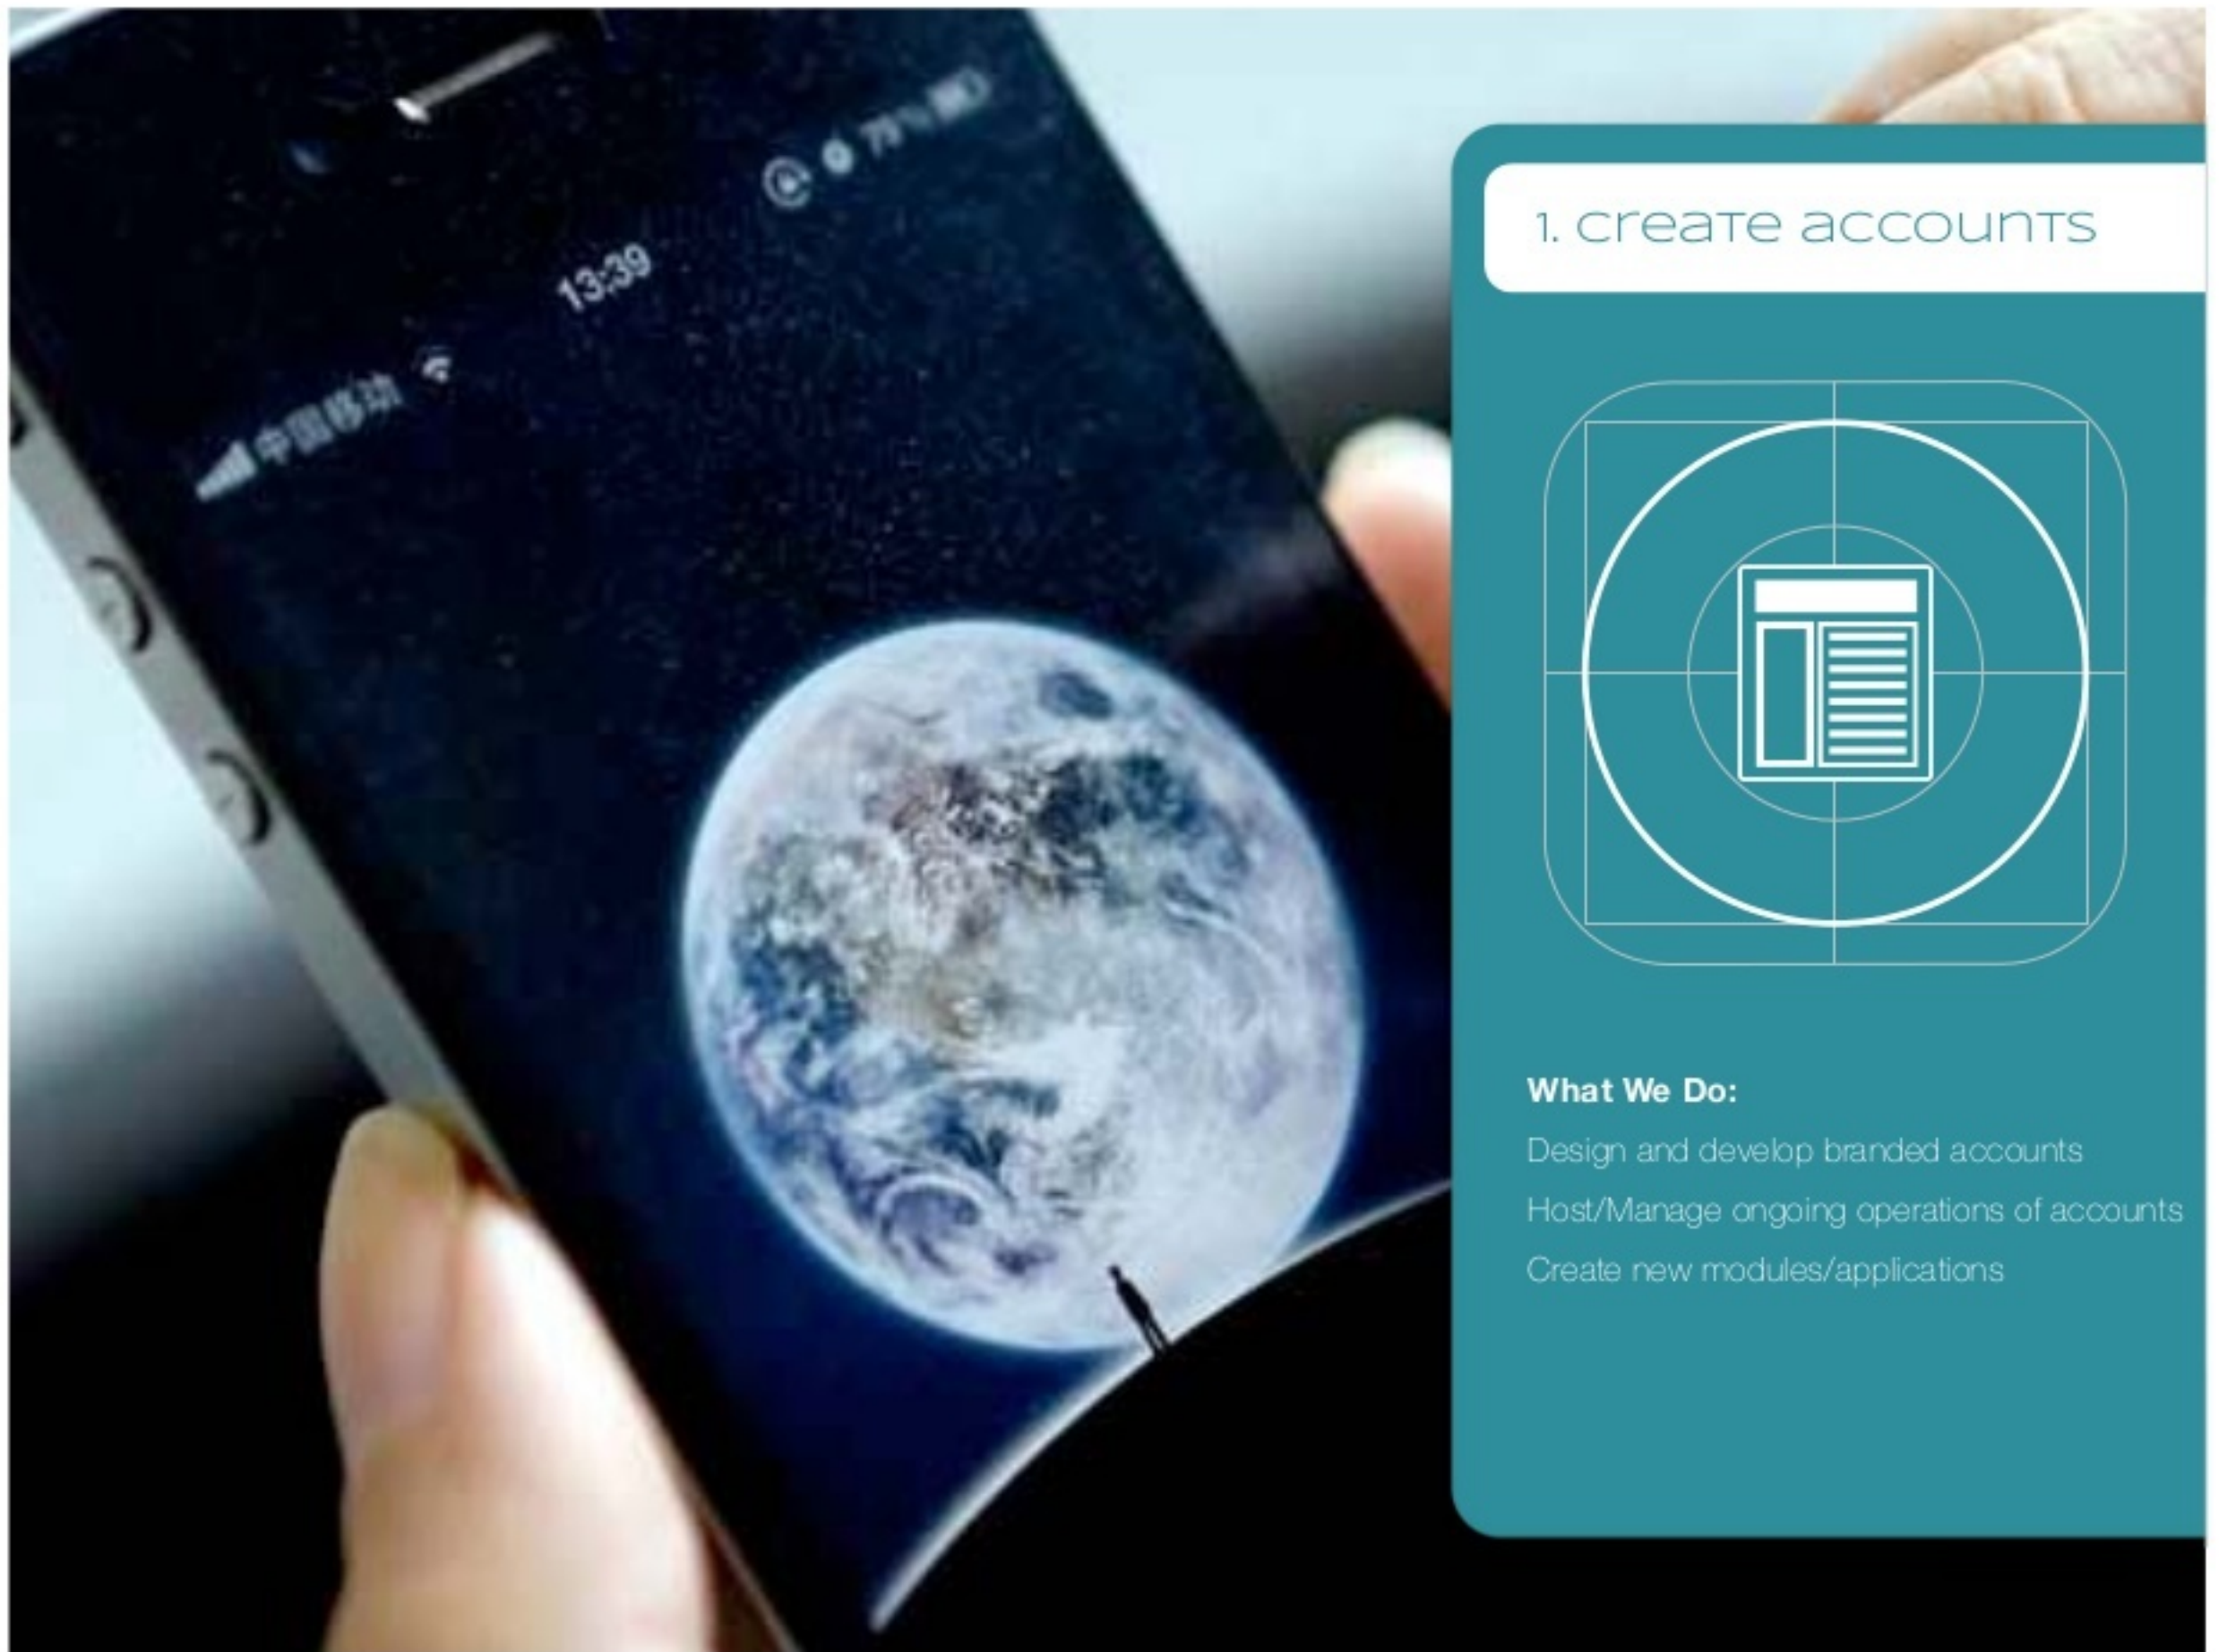 中国移动
13:39
1. create accounts
What We Do:
Design and develop branded accounts
Host/Manage ongoing operations of accounts
Create new modules/applications